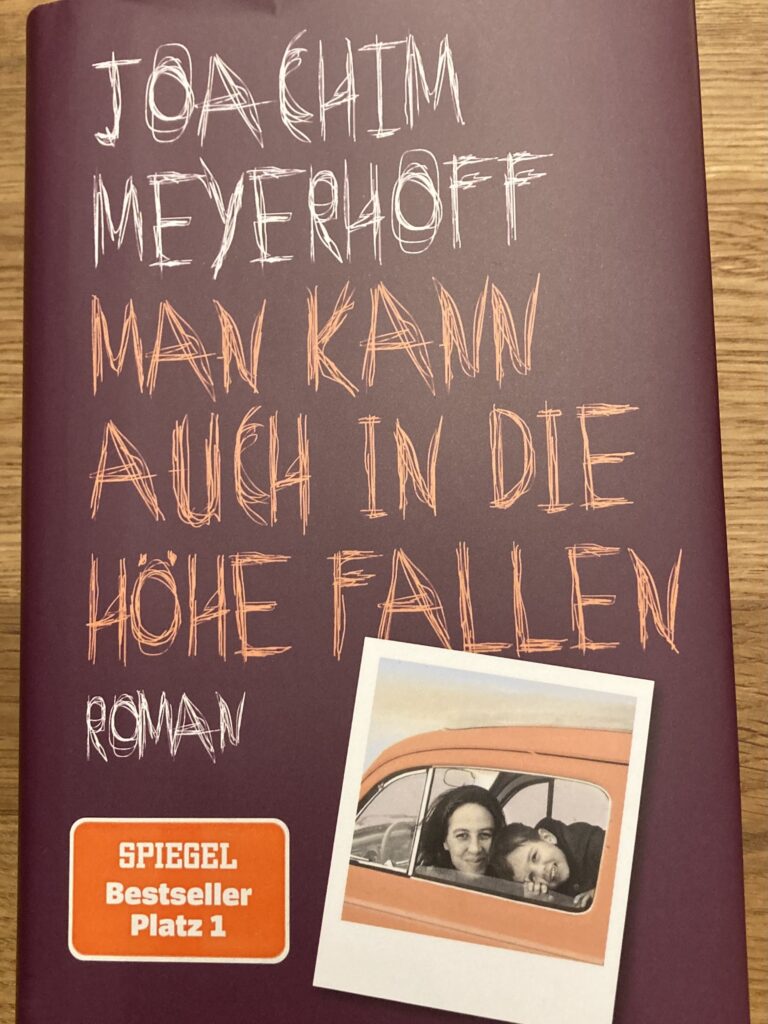 JOACHIM
MEYERHOFF
MAN KANN
AUCH IN DIE
HÖHE FALLEN
ROMAN
SPIEGEL
Bestseller
Platz 1